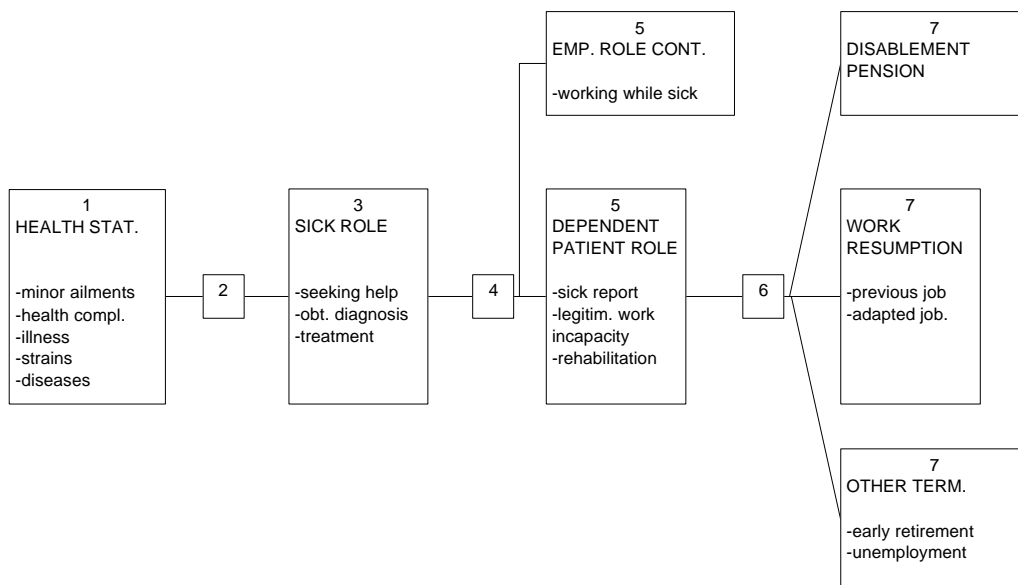 5
EMP. ROLE CONT.
-working while sick
7
DISABLEMENT
PENSION
1
HEALTH STAT.
-minor ailments
-health compl.
-illness
-strains
-diseases
2
3
SICK ROLE
-seeking help
-obt. diagnosis
-treatment
4
5
DEPENDENT
PATIENT ROLE
-sick report
-legitim. work
incapacity
-rehabilitation
6
7
WORK
RESUMPTION
-previous job
-adapted job.
7
OTHER TERM.
-early retirement
-unemployment